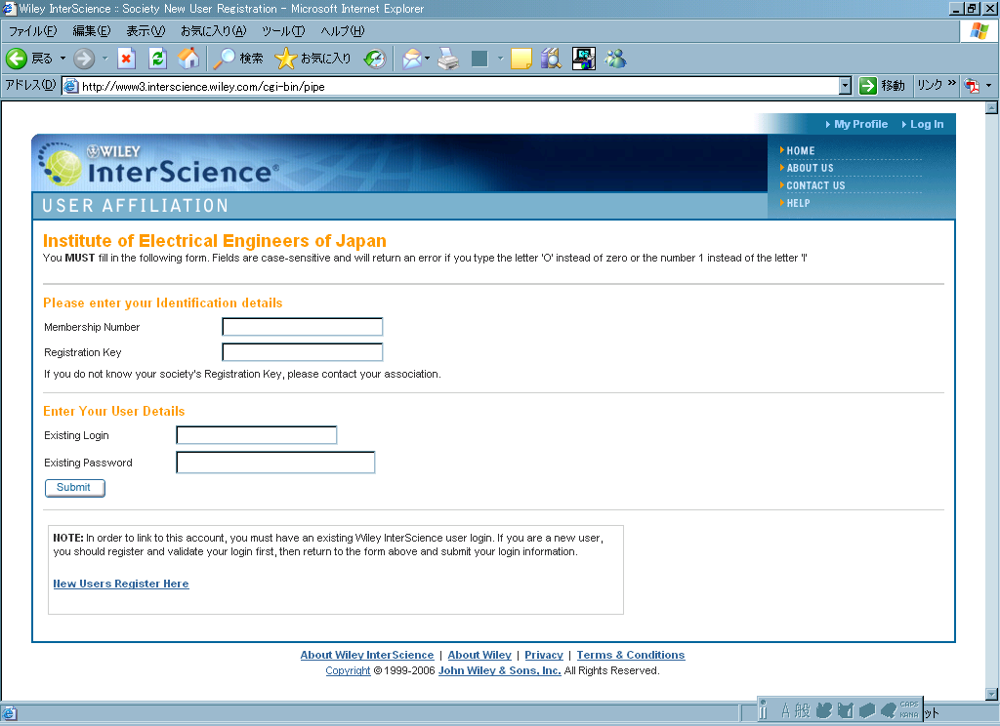 Wiley InterScience :: Society New User Registration - Microsoft Internet Explorer
ファイル(F) 編集(E) 表示(V) お気に入り(A) ツール(T) ヘルプ(H)
戻る 検索 お気に入り
アドレス(D) http://www3.interscience.wiley.com/cgi-bin/pipe 移動 リンク »
My Profile Log In
WILEY
InterScience®
HOME
ABOUT US
CONTACT US
HELP
USER AFFILIATION
Institute of Electrical Engineers of Japan
You MUST fill in the following form. Fields are case-sensitive and will return an error if you type the letter 'O' instead of zero or the number 1 instead of the letter 'l'
Please enter your Identification details
Membership Number
Registration Key
If you do not know your society's Registration Key, please contact your association.
Enter Your User Details
Existing Login
Existing Password
Submit
NOTE: In order to link to this account, you must have an existing Wiley InterScience user login. If you are a new user,
you should register and validate your login first, then return to the form above and submit your login information.
New Users Register Here
About Wiley InterScience | About Wiley | Privacy | Terms & Conditions
Copyright © 1999-2006 John Wiley & Sons, Inc. All Rights Reserved.
A 般 CAPS
KANA ット